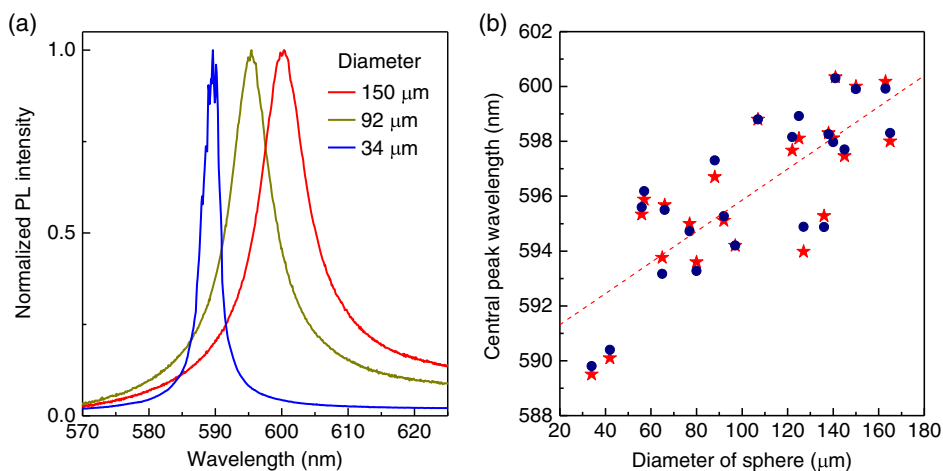 (a)
Normalized PL intensity
1.0
0.5
0.0
Diameter
150 μm
92 μm
34 μm
570 580 590 600 610 620
Wavelength (nm)
(b)
Central peak wavelength (nm)
602
600
598
596
594
592
590
588
20 40 60 80 100 120 140 160 180
Diameter of sphere (μm)